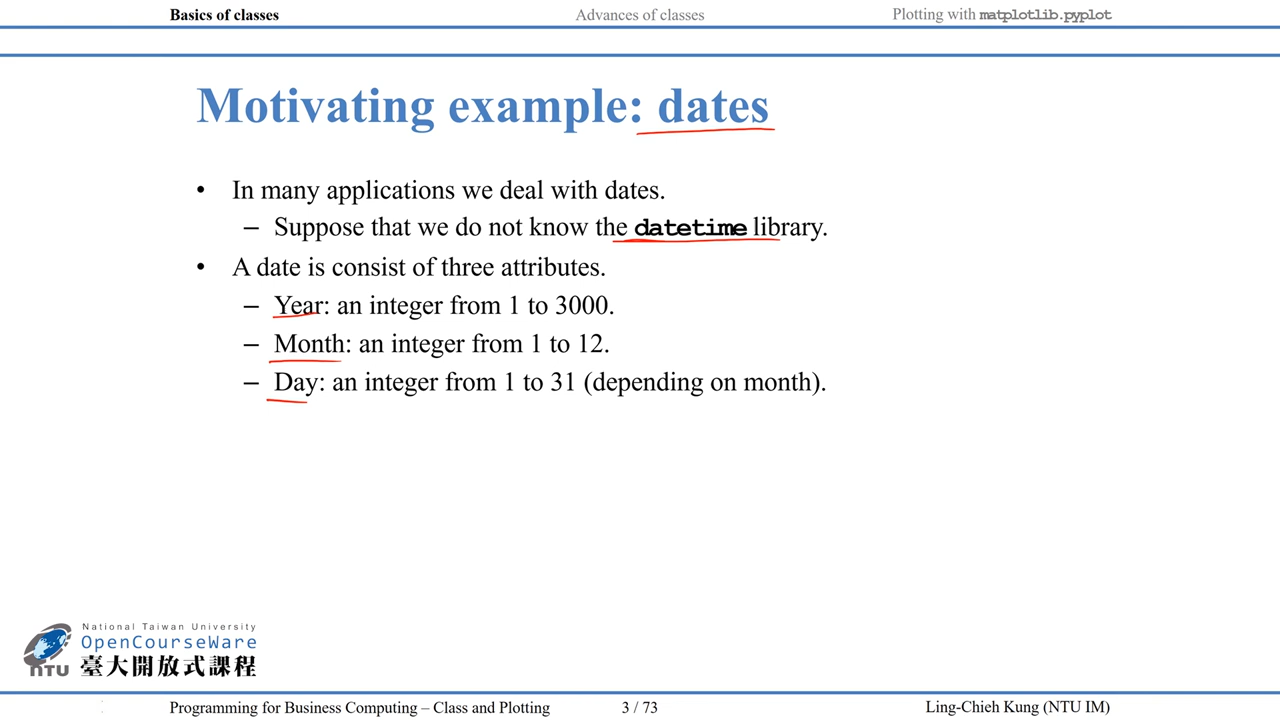 Basics of classes
Advances of classes
Plotting with matplotlib.pyplot
Motivating example: dates
• In many applications we deal with dates.
– Suppose that we do not know the datetime library.
• A date is consist of three attributes.
– Year: an integer from 1 to 3000.
– Month: an integer from 1 to 12.
– Day: an integer from 1 to 31 (depending on month).
National Taiwan University
OpenCourseWare
NTU 臺大開放式課程
Programming for Business Computing – Class and Plotting
3 / 73
Ling-Chieh Kung (NTU IM)